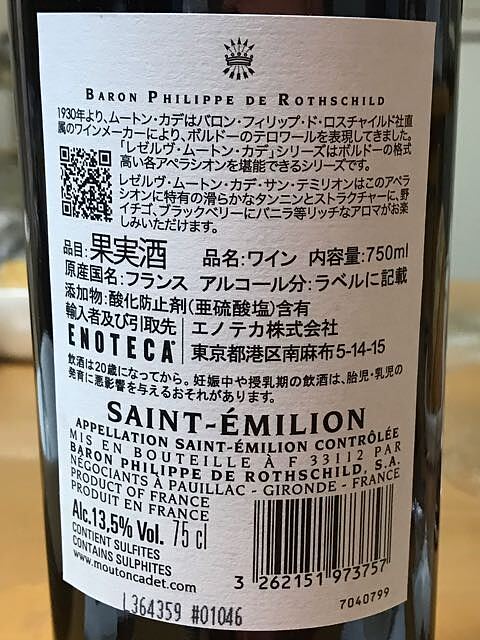 BARON PHILIPPE DE ROTHSCHILD
1930年より、ムートン・カデはバロン・フィリップ・ド・ロスチャイルド社直
属のワインメーカーにより、ボルドーのテロワールを表現してきました。
「レゼルヴ・ムートン・カデ」シリーズはボルドーの格式
高い各アペラシオンを堪能できるシリーズです。
レゼルヴ・ムートン・カデ・サン・テミリオンはこのアペラ
シオンに特有の滑らかなタンニンとストラクチャーに、野
イチゴ、ブラックベリーにバニラ等リッチなアロマがお楽
しみいただけます。
品目:果実酒 品名:ワイン 内容量:750ml
原産国名:フランス アルコール分:ラベルに記載
添加物:酸化防止剤(亜硫酸塩)含有
輸入者及び引取先 エノテカ株式会社
ENOTECA 東京都港区南麻布5-14-15
飲酒は20歳になってから。妊娠中や授乳期の飲酒は、胎児・乳児の
発育に悪影響を与えるおそれがあります。
SAINT-ÉMILION
APPELLATION SAINT-ÉMILION CONTRÔLÉE
MIS EN BOUTEILLE À F 33112 PAR
BARON PHILIPPE DE ROTHSCHILD, S.A.
NÉGOCIANTS À PAUILLAC - GIRONDE - FRANCE
PRODUCT OF FRANCE
PRODUIT EN FRANCE
Alc.13,5% Vol. 75 cl
CONTIENT SULFITES
CONTAINS SULPHITES
www.moutoncadet.com
3 262151 973757
7040799
L364359 #01046